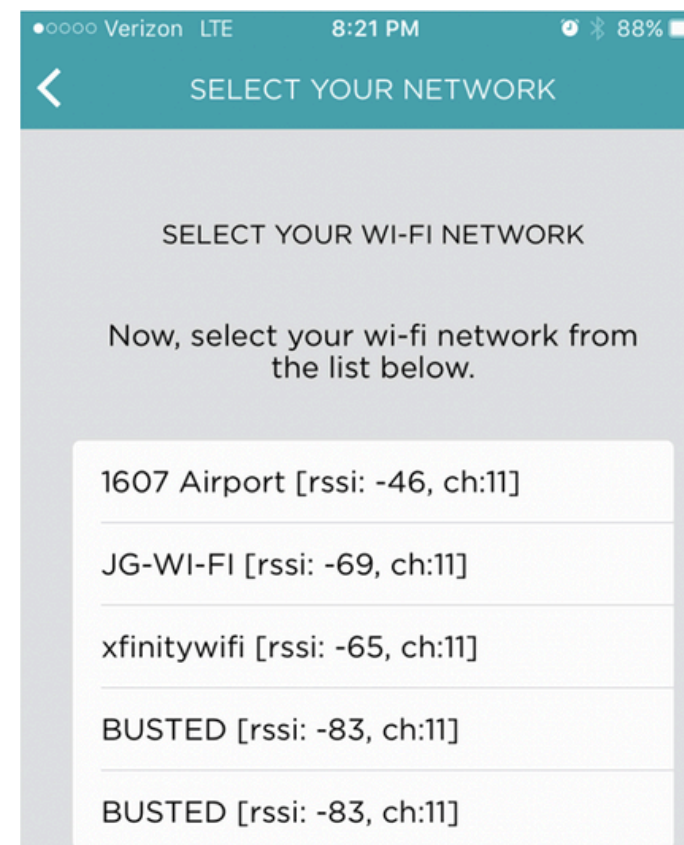 Verizon LTE 8:21 PM 88%
SELECT YOUR NETWORK
SELECT YOUR WI-FI NETWORK
Now, select your wi-fi network from
the list below.
1607 Airport [rssi: -46, ch:11]
JG-WI-FI [rssi: -69, ch:11]
xfinitywifi [rssi: -65, ch:11]
BUSTED [rssi: -83, ch:11]
BUSTED [rssi: -83, ch:11]